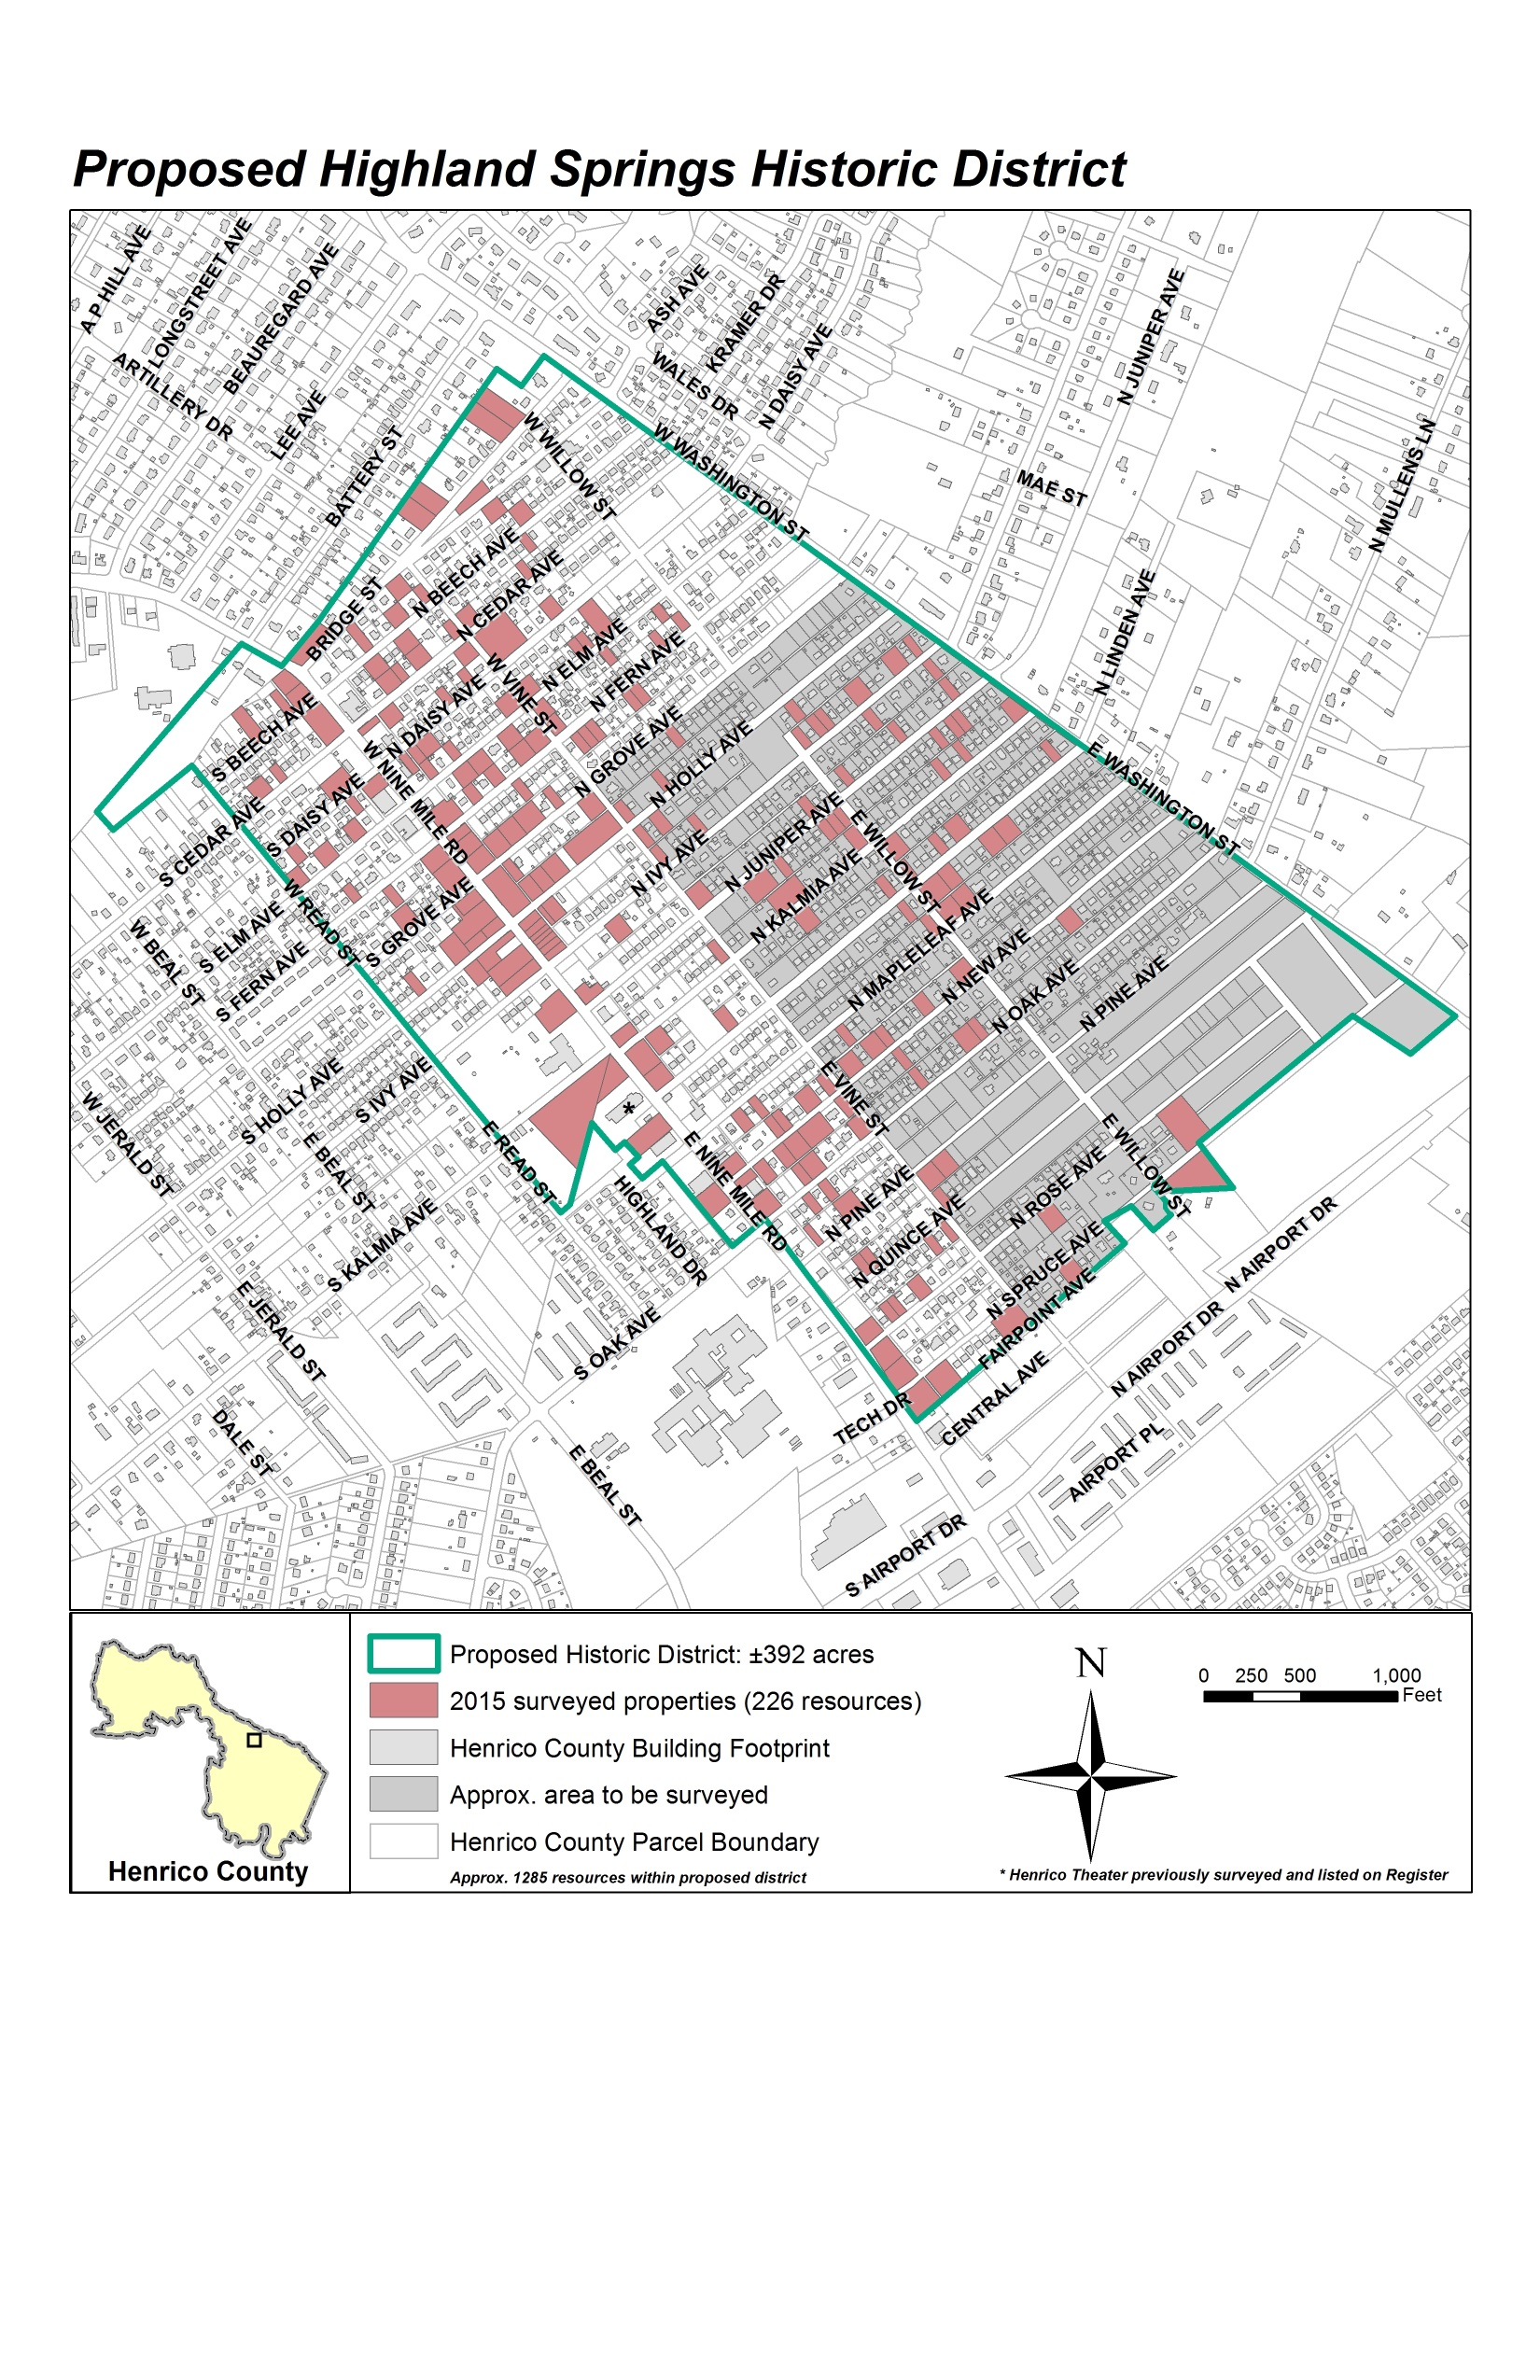 Proposed Highland Springs Historic District
A P HILL AVE
LONGSTREET AVE
BEAUREGARD AVE
ARTILLERY DR
LEE AVE
BATTERY ST
ASH AVE
KRAMER DR
WALES DR
N DAISY AVE
N JUNIPER AVE
N MULLENS LN
MAE ST
W WILLOW ST
W WASHINGTON ST
N LINDEN AVE
BRIDGE ST
N BEECH AVE
N CEDAR AVE
N ELM AVE
N FERN AVE
W VINE ST
N DAISY AVE
S BEECH AVE
W NINE MILE RD
N GROVE AVE
N HOLLY AVE
E WASHINGTON ST
S CEDAR AVE
S DAISY AVE
N IVY AVE
N JUNIPER AVE
E WILLOW ST
N KALMIA AVE
W READ ST
S GROVE AVE
S ELM AVE
W BEAL ST
S FERN AVE
N MAPLELEAF AVE
N NEW AVE
N OAK AVE
N PINE AVE
S HOLLY AVE
S IVY AVE
E VINE ST
W JERALD ST
E BEAL ST
E READ ST
*
E NINE MILE RD
HIGHLAND DR
N PINE AVE
N QUINCE AVE
N ROSE AVE
E WILLOW ST
N SPRUCE AVE
FAIRPOINT AVE
S KALMIA AVE
E JERALD ST
S OAK AVE
N AIRPORT DR
N AIRPORT DR
CENTRAL AVE
TECH DR
AIRPORT PL
DALE ST
E BEAL ST
S AIRPORT DR
Henrico County
Proposed Historic District: ±392 acres
2015 surveyed properties (226 resources)
Henrico County Building Footprint
Approx. area to be surveyed
Henrico County Parcel Boundary
Approx. 1285 resources within proposed district
N
0 250 500 1,000
Feet
* Henrico Theater previously surveyed and listed on Register